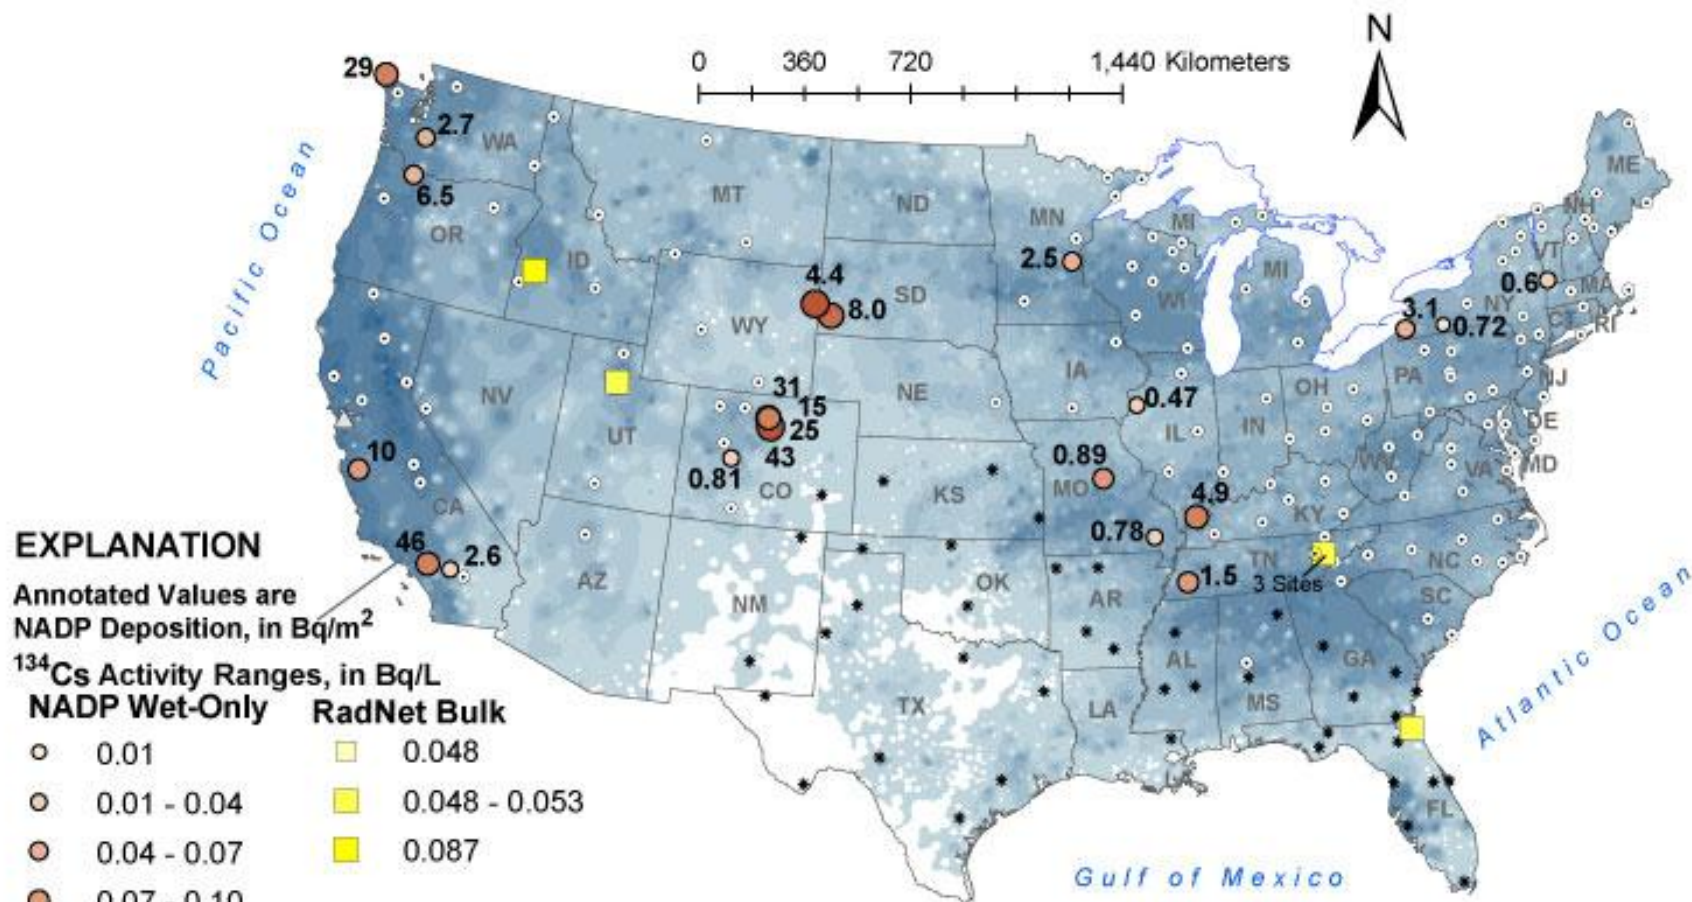 N
0 360 720 1,440 Kilometers
29
2.7
WA
6.5
OR
MT
ND
MN
MI
ME
NH
VT
ID
4.4
8.0
SD
2.5
WI
MI
0.6
MA
NY
3.1
0.72
CT
RI
WY
Pacific Ocean
NV
UT
NE
IA
31
15
25
43
0.81
CO
0.47
IL
IN
OH
PA
NJ
DE
MD
WV
VA
10
CA
KS
0.89
MO
4.9
KY
46
2.6
0.78
TN
3 Sites
NC
AZ
NM
OK
AR
1.5
SC
AL
GA
MS
TX
LA
LA
FL
Atlantic Ocean
Gulf of Mexico
EXPLANATION
Annotated Values are
NADP Deposition, in Bq/m²
¹³⁴Cs Activity Ranges, in Bq/L
NADP Wet-Only RadNet Bulk
0.01 0.048
0.01 - 0.04 0.048 - 0.053
0.04 - 0.07 0.087
0.07 - 0.10